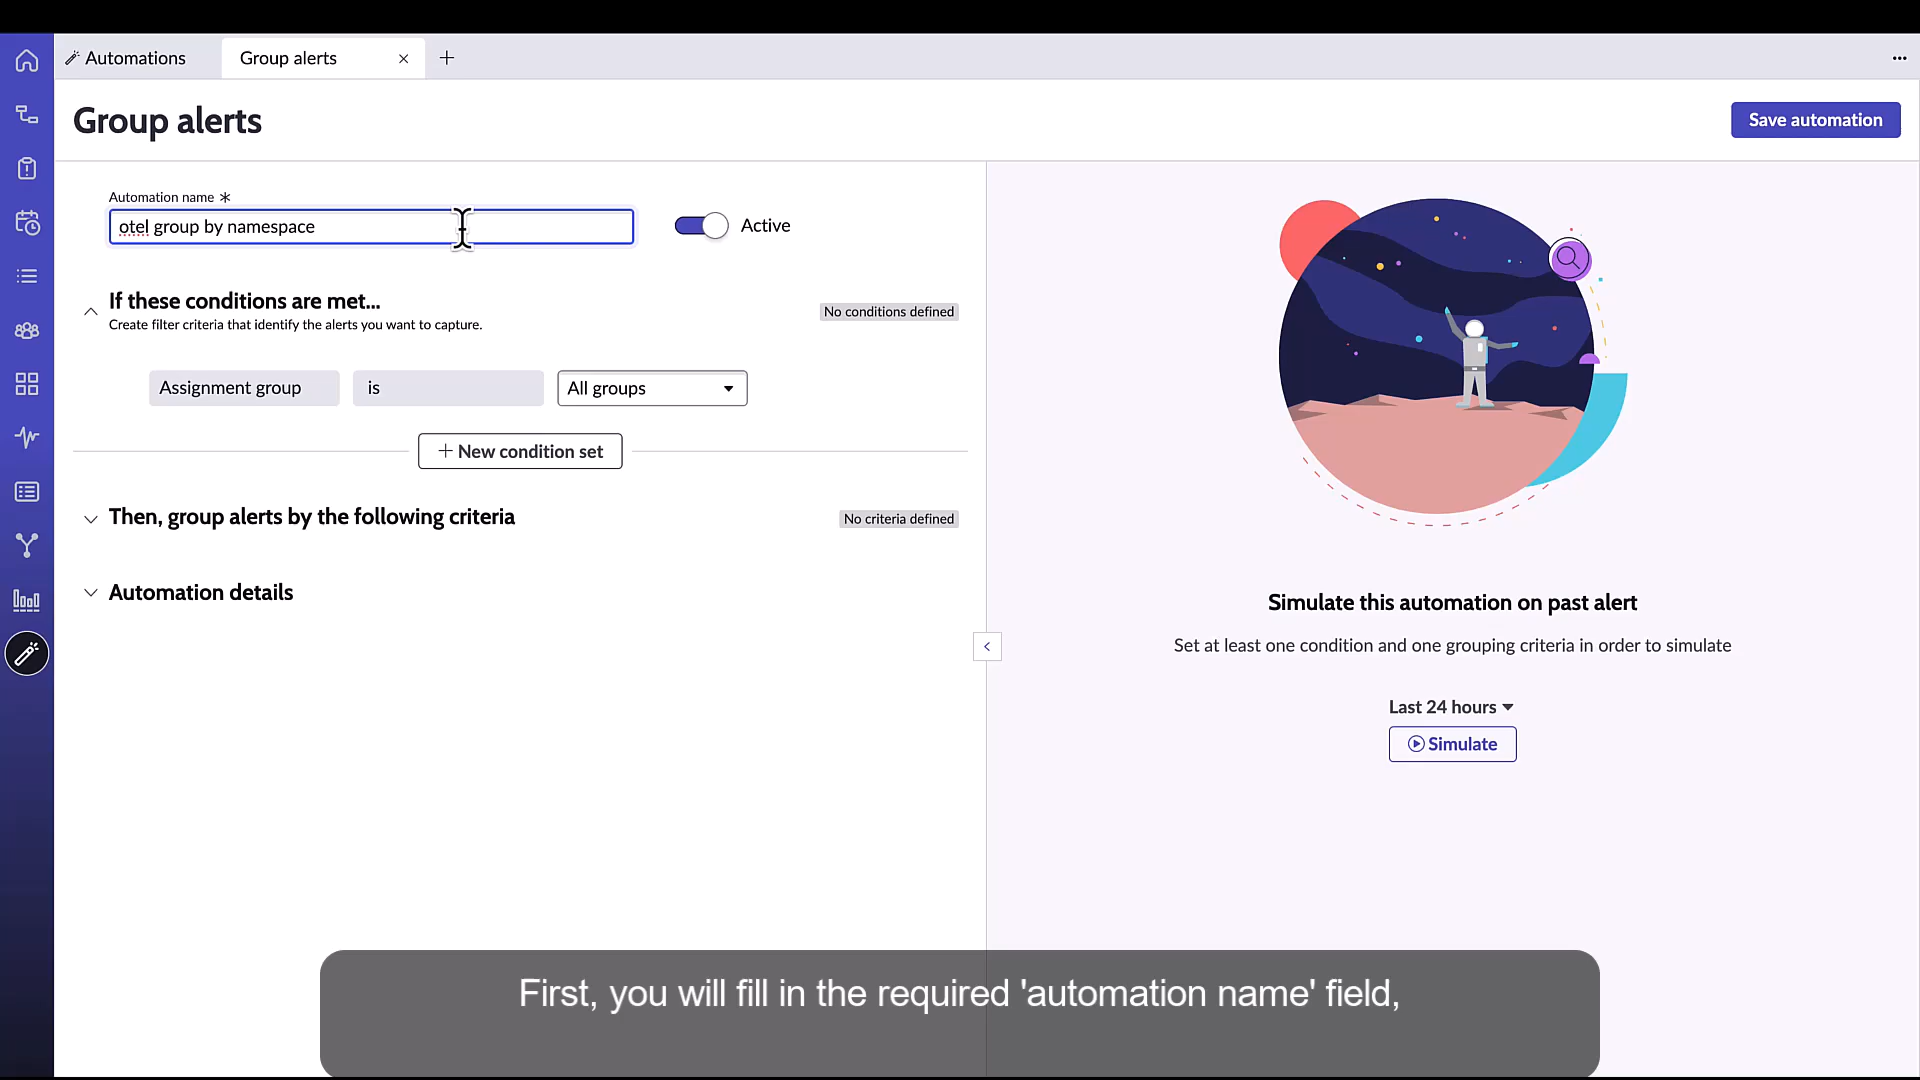 Automations
Group alerts
Group alerts
Save automation
Automation name *
otel group by namespace
Active
If these conditions are met...
Create filter criteria that identify the alerts you want to capture.
No conditions defined
Assignment group
is
All groups
New condition set
Then, group alerts by the following criteria
No criteria defined
Automation details
Simulate this automation on past alert
Set at least one condition and one grouping criteria in order to simulate
Last 24 hours
Simulate
First, you will fill in the required 'automation name' field,